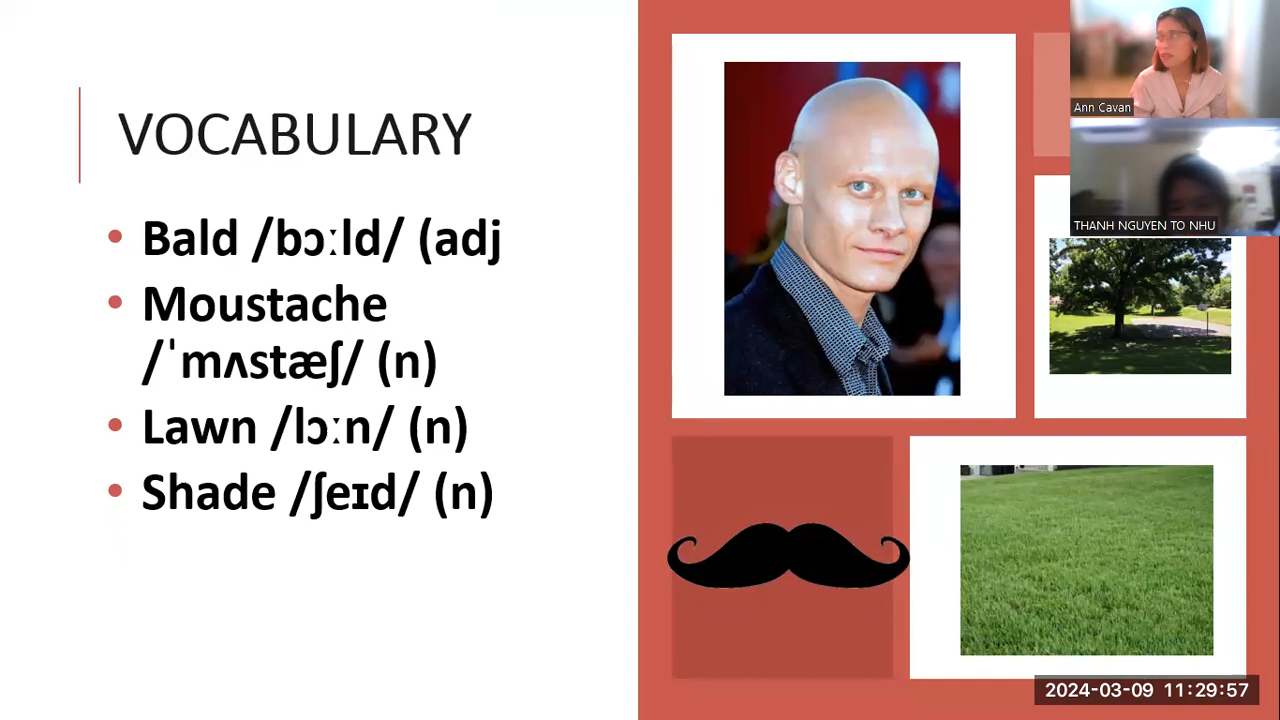 VOCABULARY
• Bald /bɔːld/ (adj
• Moustache
/ˈmʌstæʃ/ (n)
• Lawn /lɔːn/ (n)
• Shade /ʃeɪd/ (n)
Ann Cavan
THANH NGUYEN TO NHU
2024-03-09 11:29:57